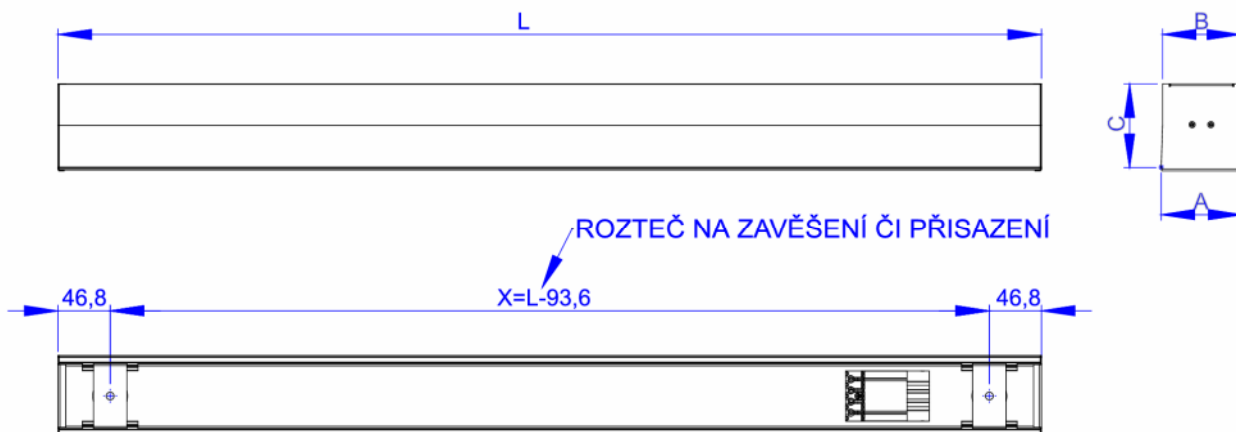 L
B
C
A
ROZTEČ NA ZAVĚŠENÍ ČI PŘISAZENÍ
46,8
X=L-93,6
46,8